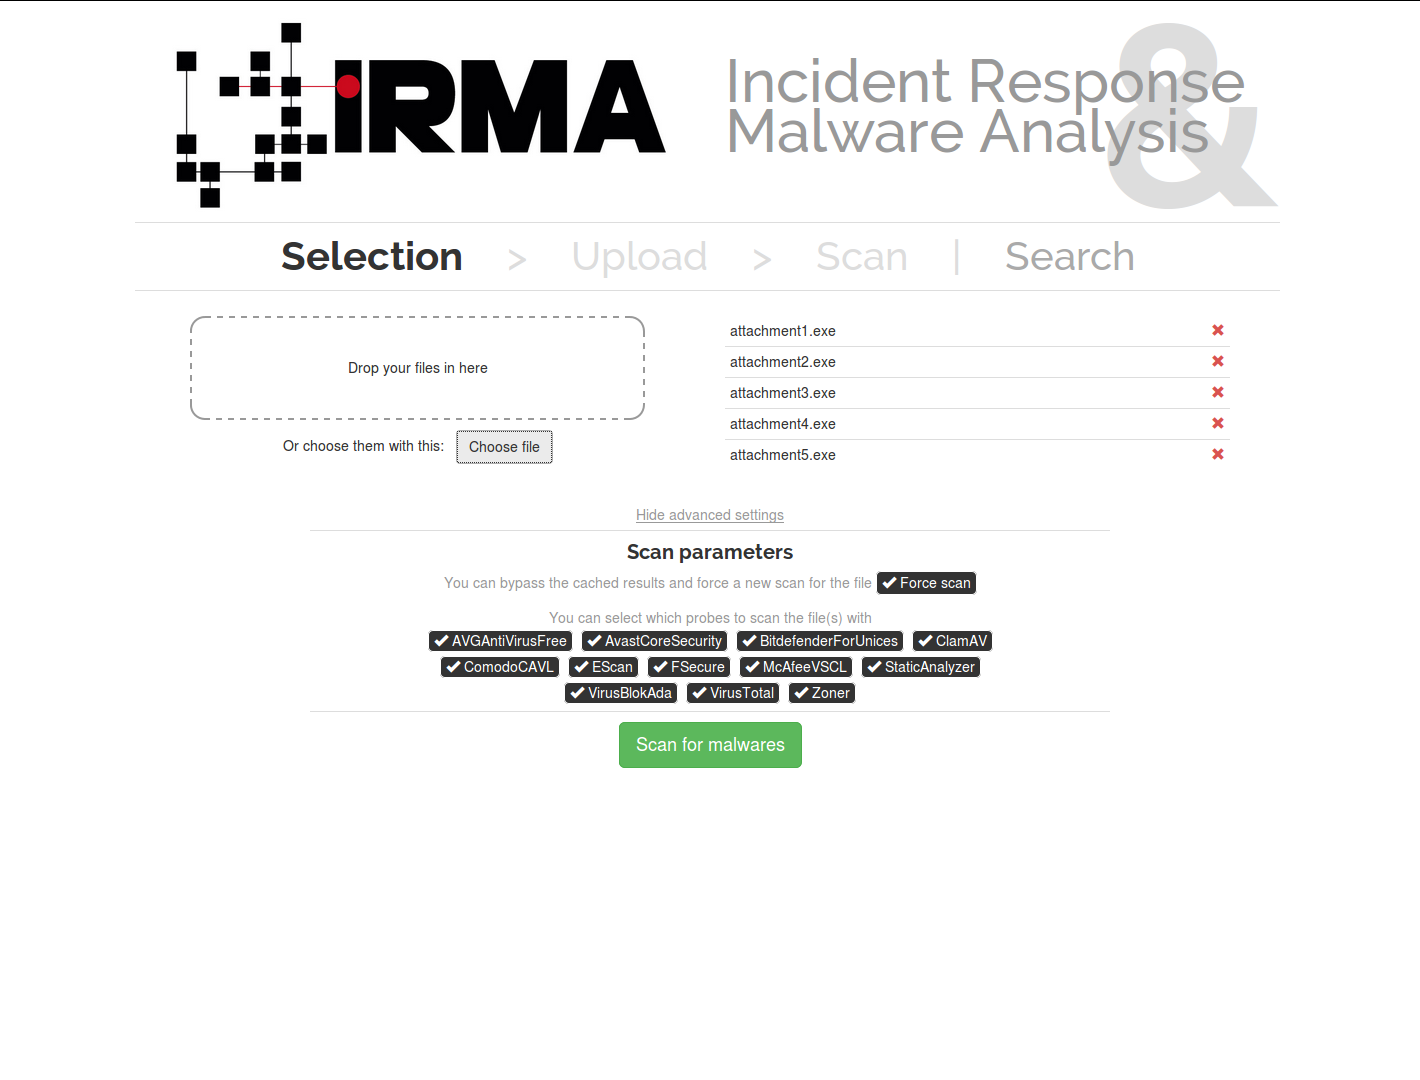 iRMA
Incident Response
&
Malware Analysis
Selection > Upload > Scan | Search
Drop your files in here
Or choose them with this: Choose file
attachment1.exe
attachment2.exe
attachment3.exe
attachment4.exe
attachment5.exe
Hide advanced settings
Scan parameters
You can bypass the cached results and force a new scan for the file Force scan
You can select which probes to scan the file(s) with
AVGAntiVirusFree AvastCoreSecurity BitdefenderForUnices ClamAV
ComodoCAVL EScan FSecure McAfeeVSCL StaticAnalyzer
VirusBlokAda VirusTotal Zoner
Scan for malwares